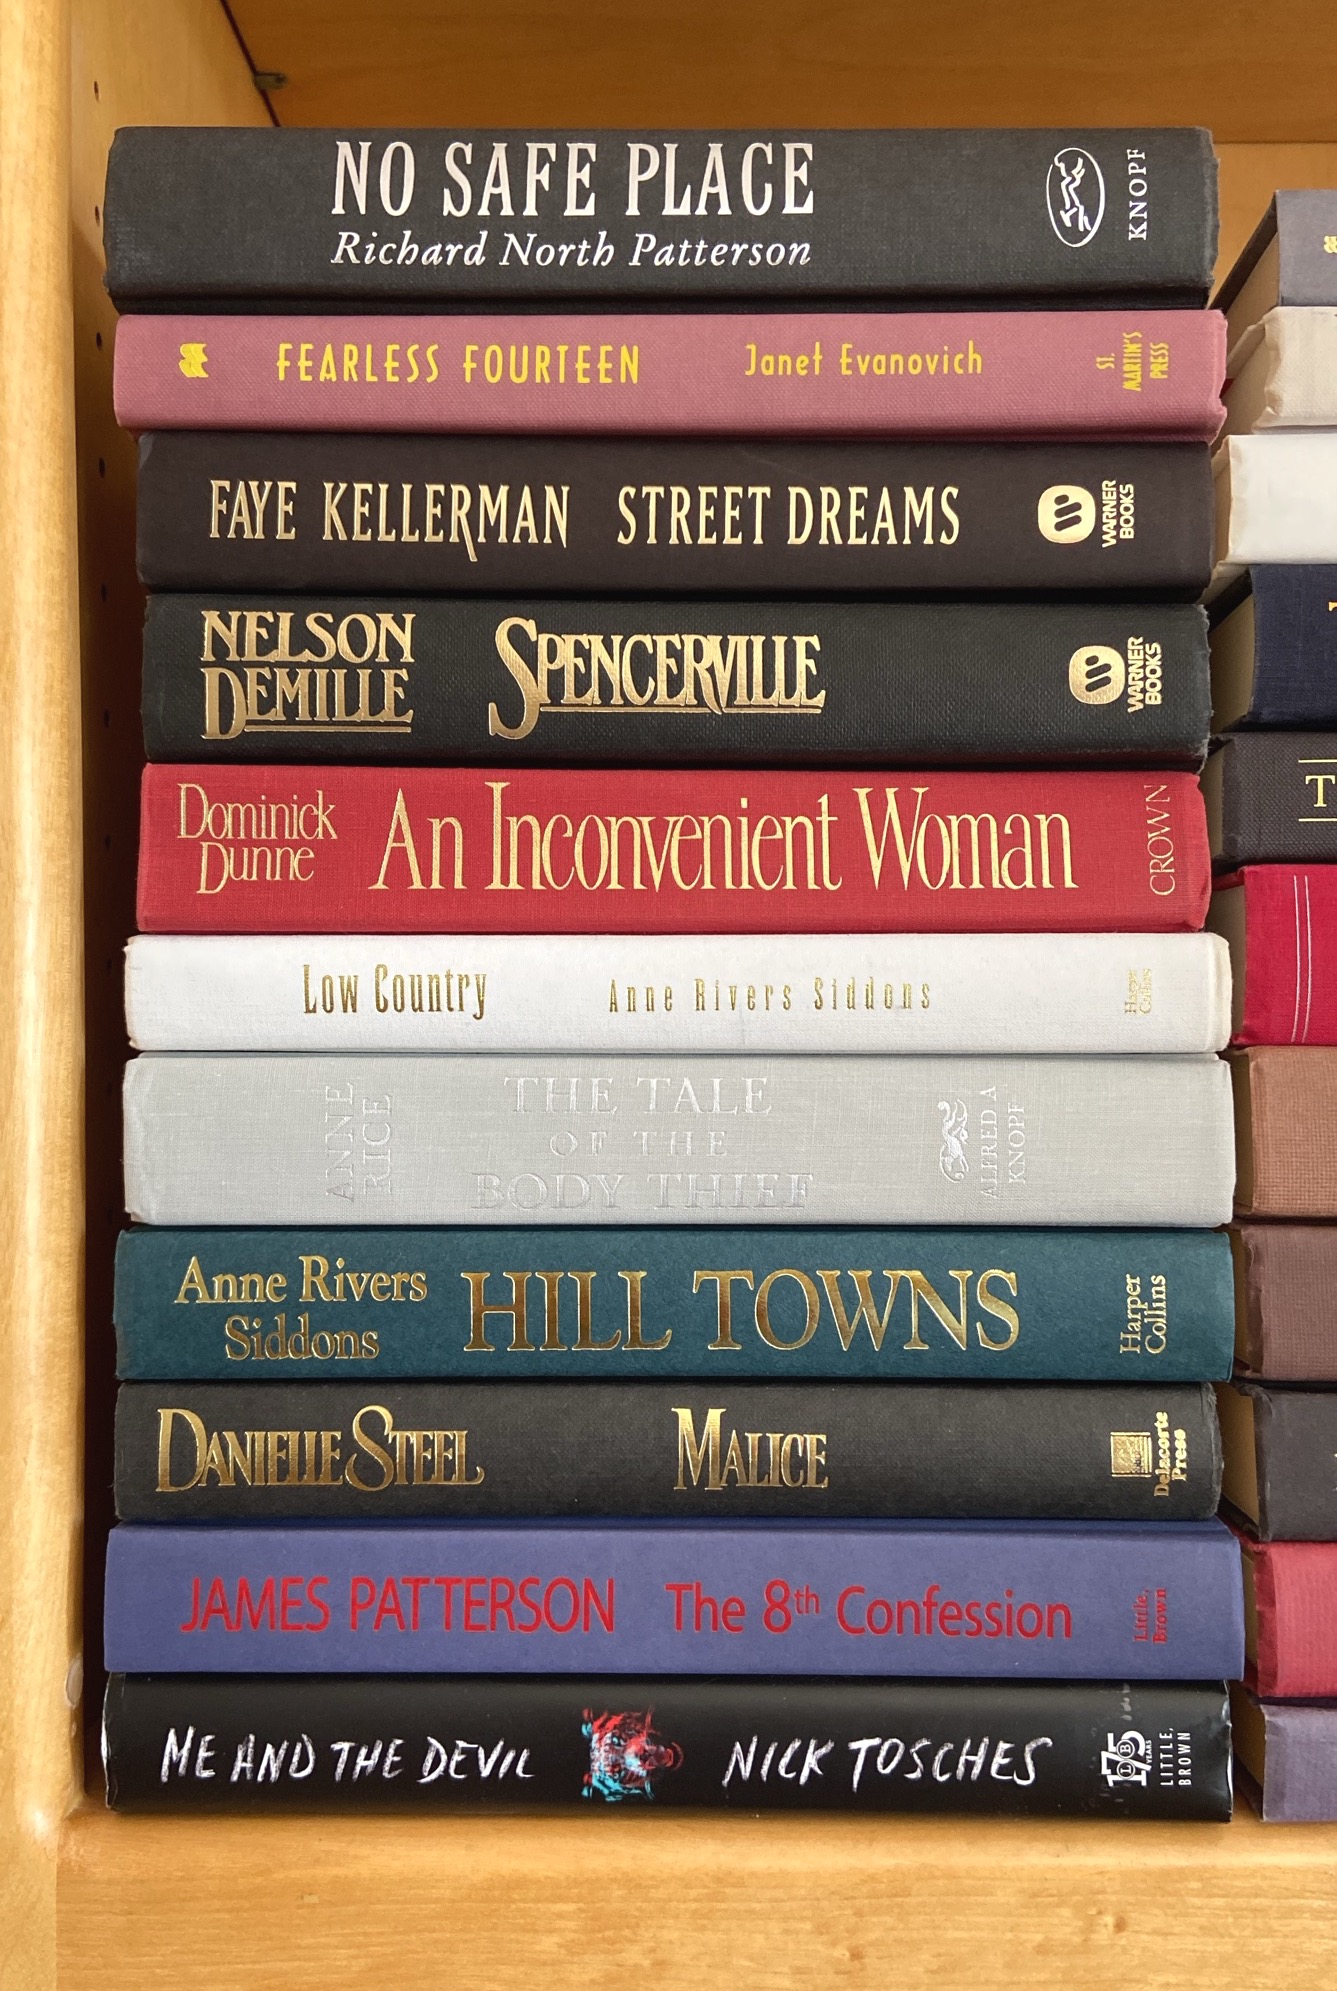 NO SAFE PLACE
Richard North Patterson
KNOPF
FEARLESS FOURTEEN
Janet Evanovich
ST.
MARTIN'S
PRESS
FAYE KELLERMAN
STREET DREAMS
WARNER
BOOKS
NELSON
DEMILLE
SPENCERVILLE
WARNER
BOOKS
Dominick
Dunne
An Inconvenient Woman
CROWN
Low Country
Anne Rivers Siddons
Harper
Collins
ANNE
RICE
THE TALE
OF THE
BODY THIEF
ALFRED A
KNOPF
Anne Rivers
Siddons
HILL TOWNS
Harper
Collins
DANIELLE STEEL
MALICE
Delacorte
Press
JAMES PATTERSON
The 8th Confession
Little,
Brown
ME AND THE DEVIL
NICK TOSCHES
175
YEARS
LB
LITTLE,
BROWN
&
T